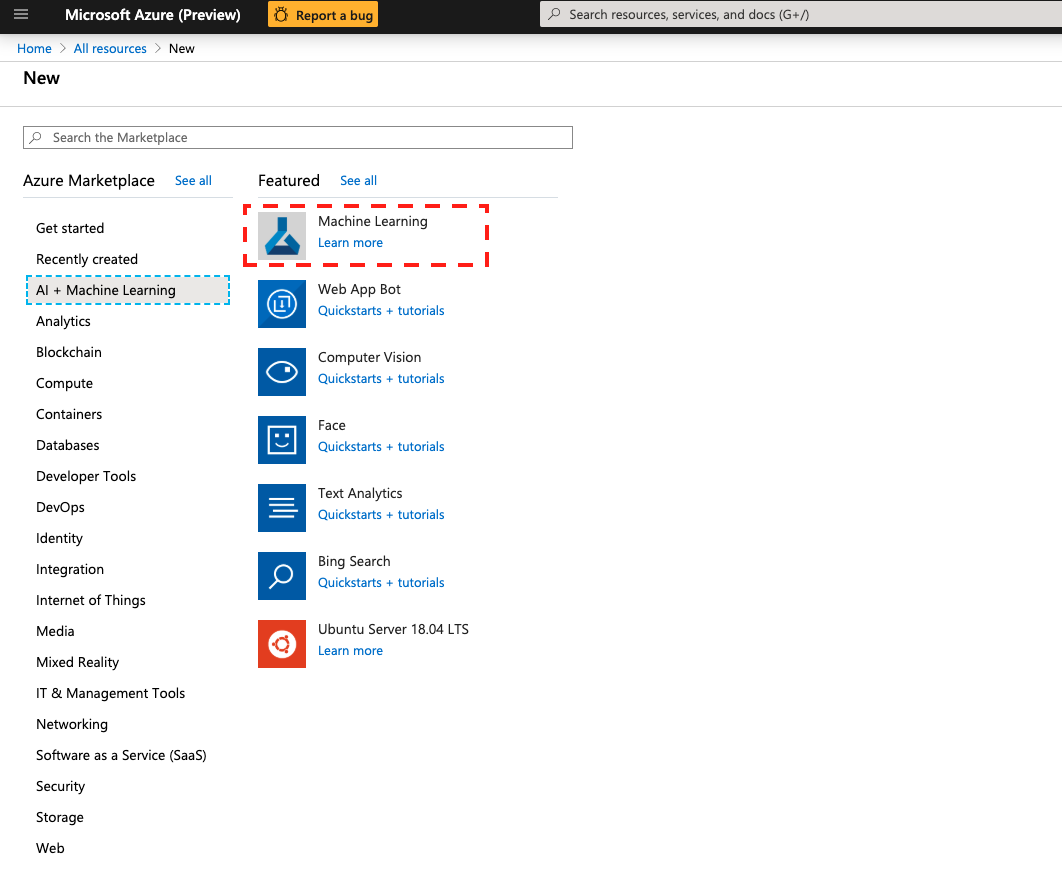 Microsoft Azure (Preview)
Report a bug
Search resources, services, and docs (G+/)
Home > All resources > New
New
Search the Marketplace
Azure Marketplace See all
Get started
Recently created
AI + Machine Learning
Analytics
Blockchain
Compute
Containers
Databases
Developer Tools
DevOps
Identity
Integration
Internet of Things
Media
Mixed Reality
IT & Management Tools
Networking
Software as a Service (SaaS)
Security
Storage
Web
Featured See all
Machine Learning
Learn more
Web App Bot
Quickstarts + tutorials
Computer Vision
Quickstarts + tutorials
Face
Quickstarts + tutorials
Text Analytics
Quickstarts + tutorials
Bing Search
Quickstarts + tutorials
Ubuntu Server 18.04 LTS
Learn more